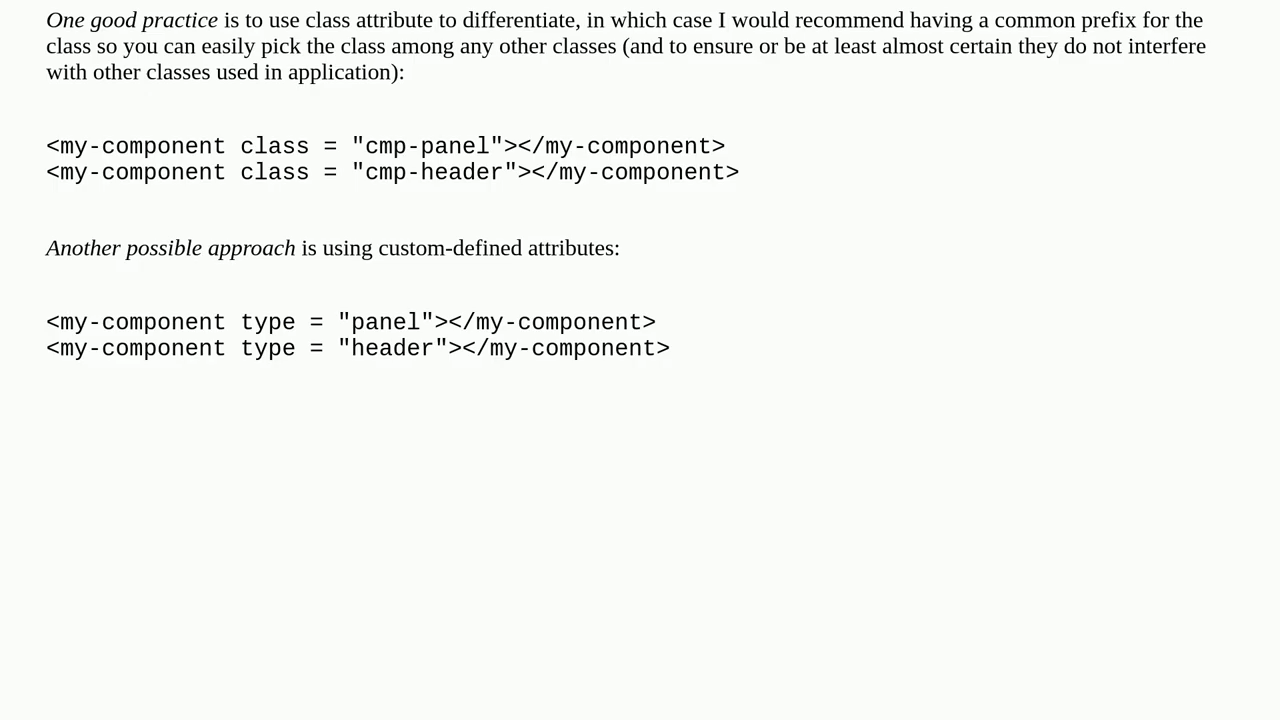 One good practice is to use class attribute to differentiate, in which case I would recommend having a common prefix for the
class so you can easily pick the class among any other classes (and to ensure or be at least almost certain they do not interfere
with other classes used in application):
<my-component class = "cmp-panel"></my-component>
<my-component class = "cmp-header"></my-component>
Another possible approach is using custom-defined attributes:
<my-component type = "panel"></my-component>
<my-component type = "header"></my-component>